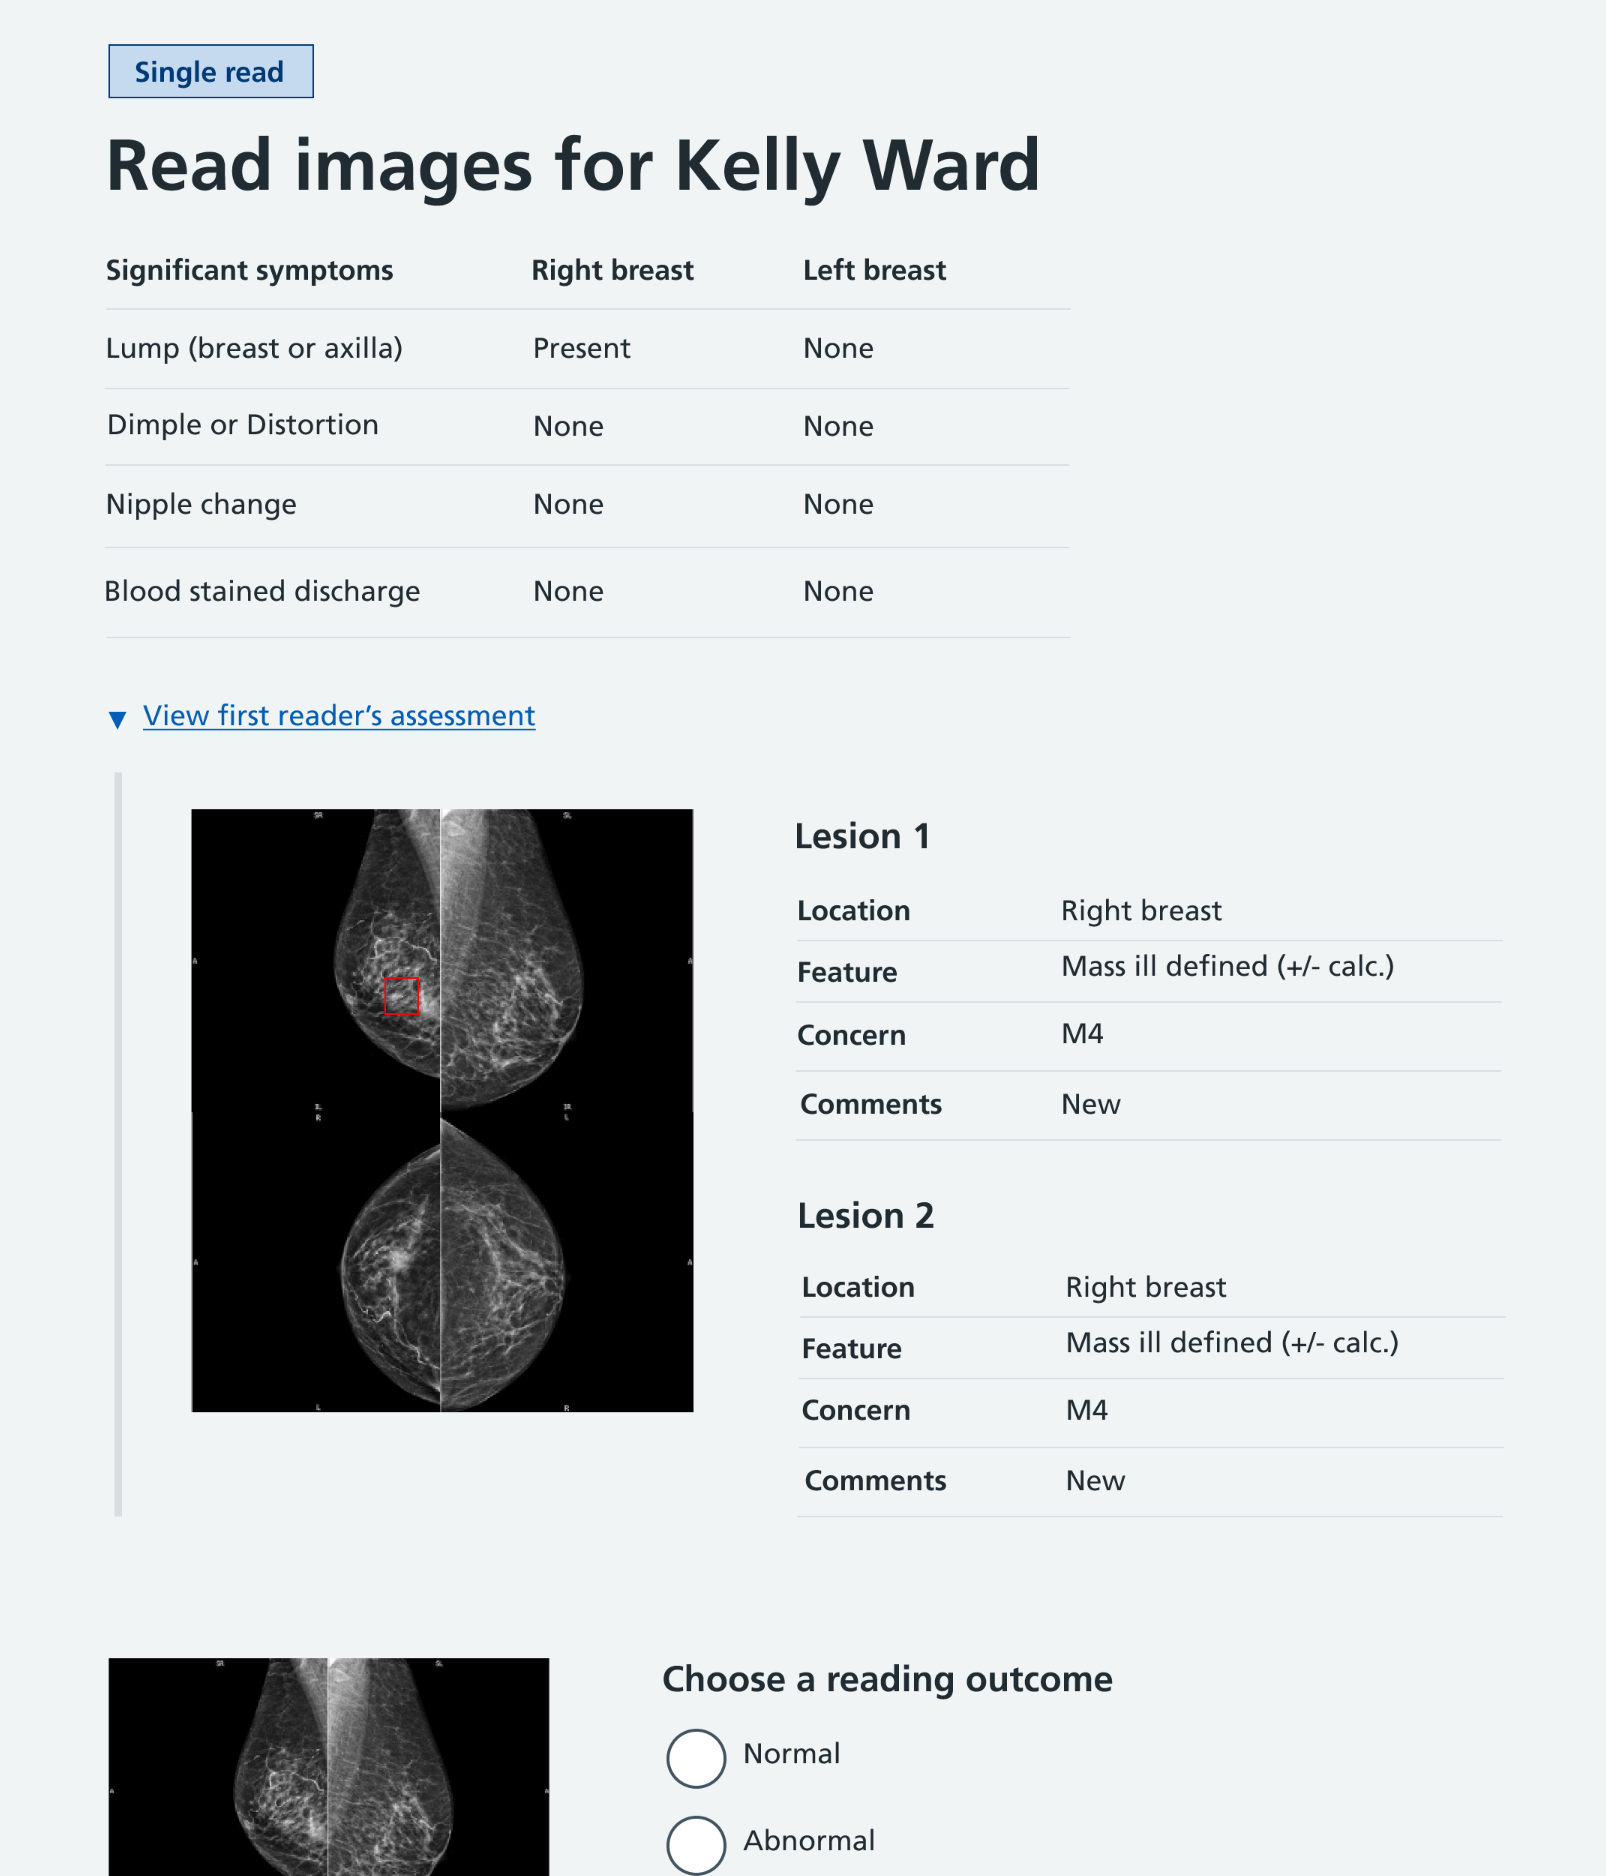 Single read
Read images for Kelly Ward
Significant symptoms Right breast Left breast
Lump (breast or axilla) Present None
Dimple or Distortion None None
Nipple change None None
Blood stained discharge None None
▼ View first reader’s assessment
Lesion 1
Location Right breast
Feature Mass ill defined (+/- calc.)
Concern M4
Comments New
Lesion 2
Location Right breast
Feature Mass ill defined (+/- calc.)
Concern M4
Comments New
SR SL
A A
R L
A A
L R
Choose a reading outcome
Normal
Abnormal